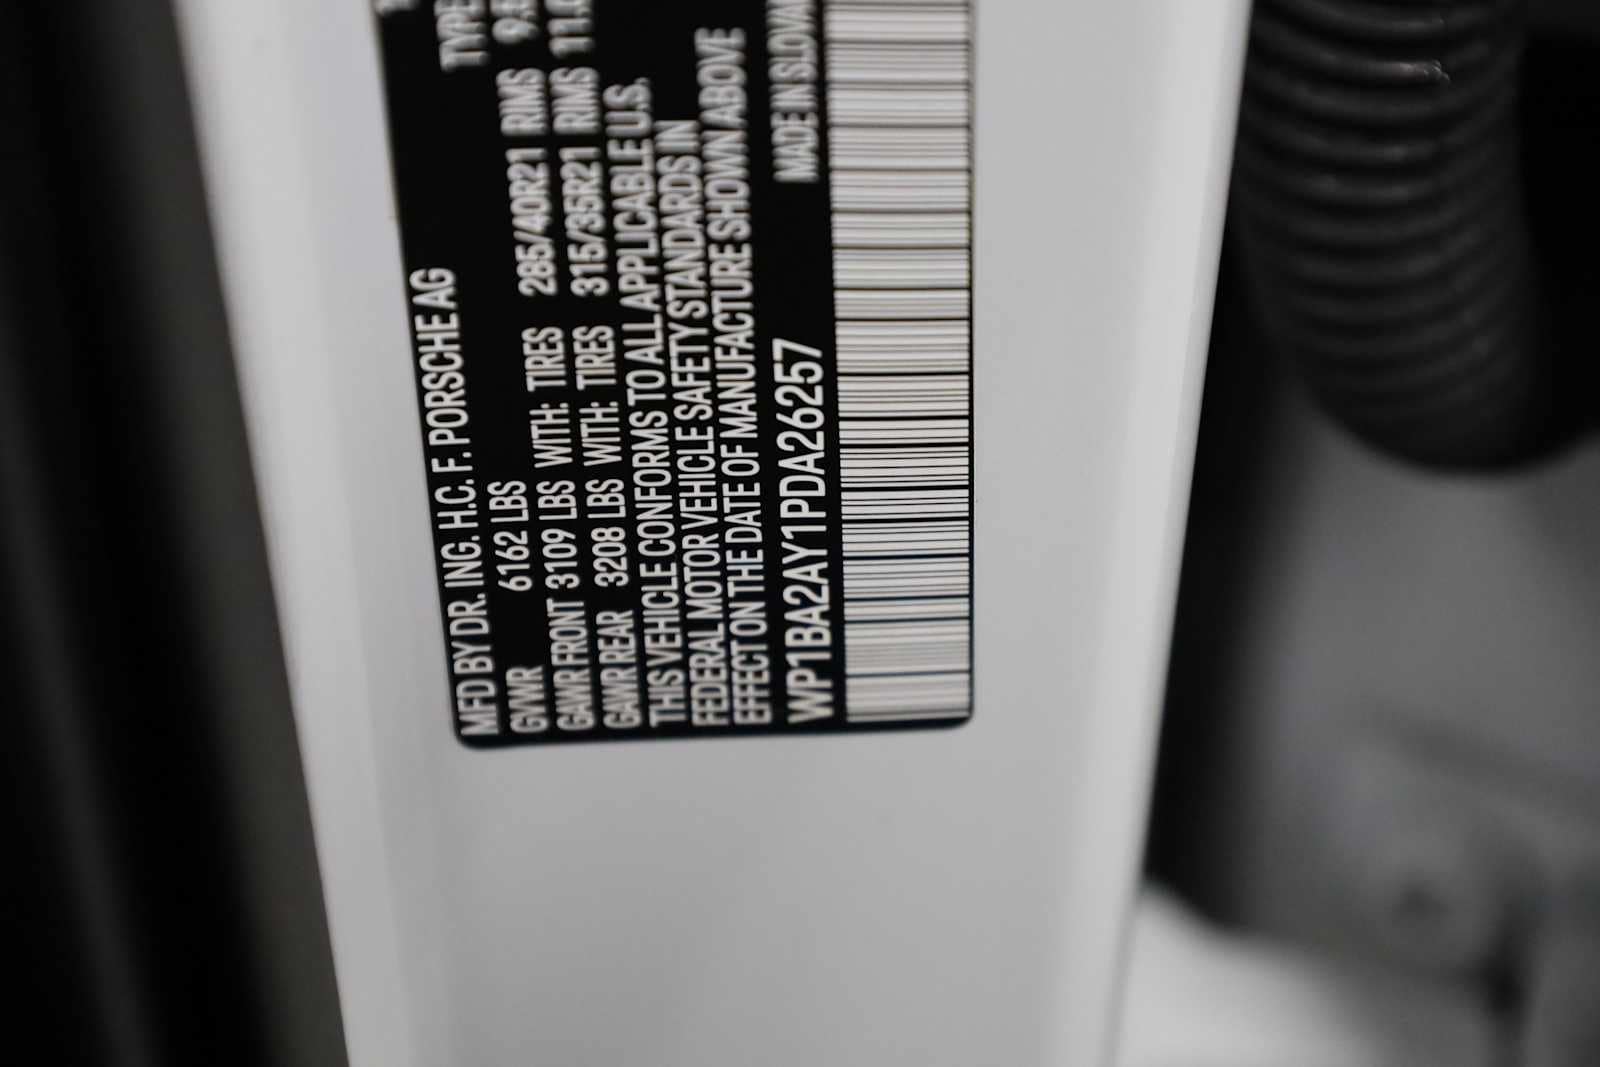 MFD BY DR. ING. H.C. F. PORSCHE AG
TYPE
GVWR 6162 LBS
GAWR FRONT 3109 LBS WITH: TIRES 285/40R21 RIMS
GAWR REAR 3208 LBS WITH: TIRES 315/35R21 RIMS
THIS VEHICLE CONFORMS TO ALL APPLICABLE U.S.
FEDERAL MOTOR VEHICLE SAFETY STANDARDS IN
EFFECT ON THE DATE OF MANUFACTURE SHOWN ABOVE
WP1BA2AY1PDA26257 MADE IN SLOVA